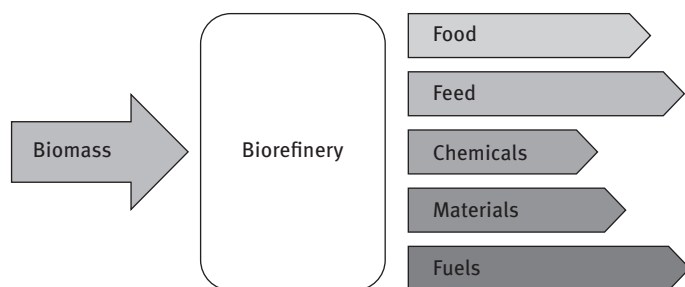 Biomass
Biorefinery
Food
Feed
Chemicals
Materials
Fuels